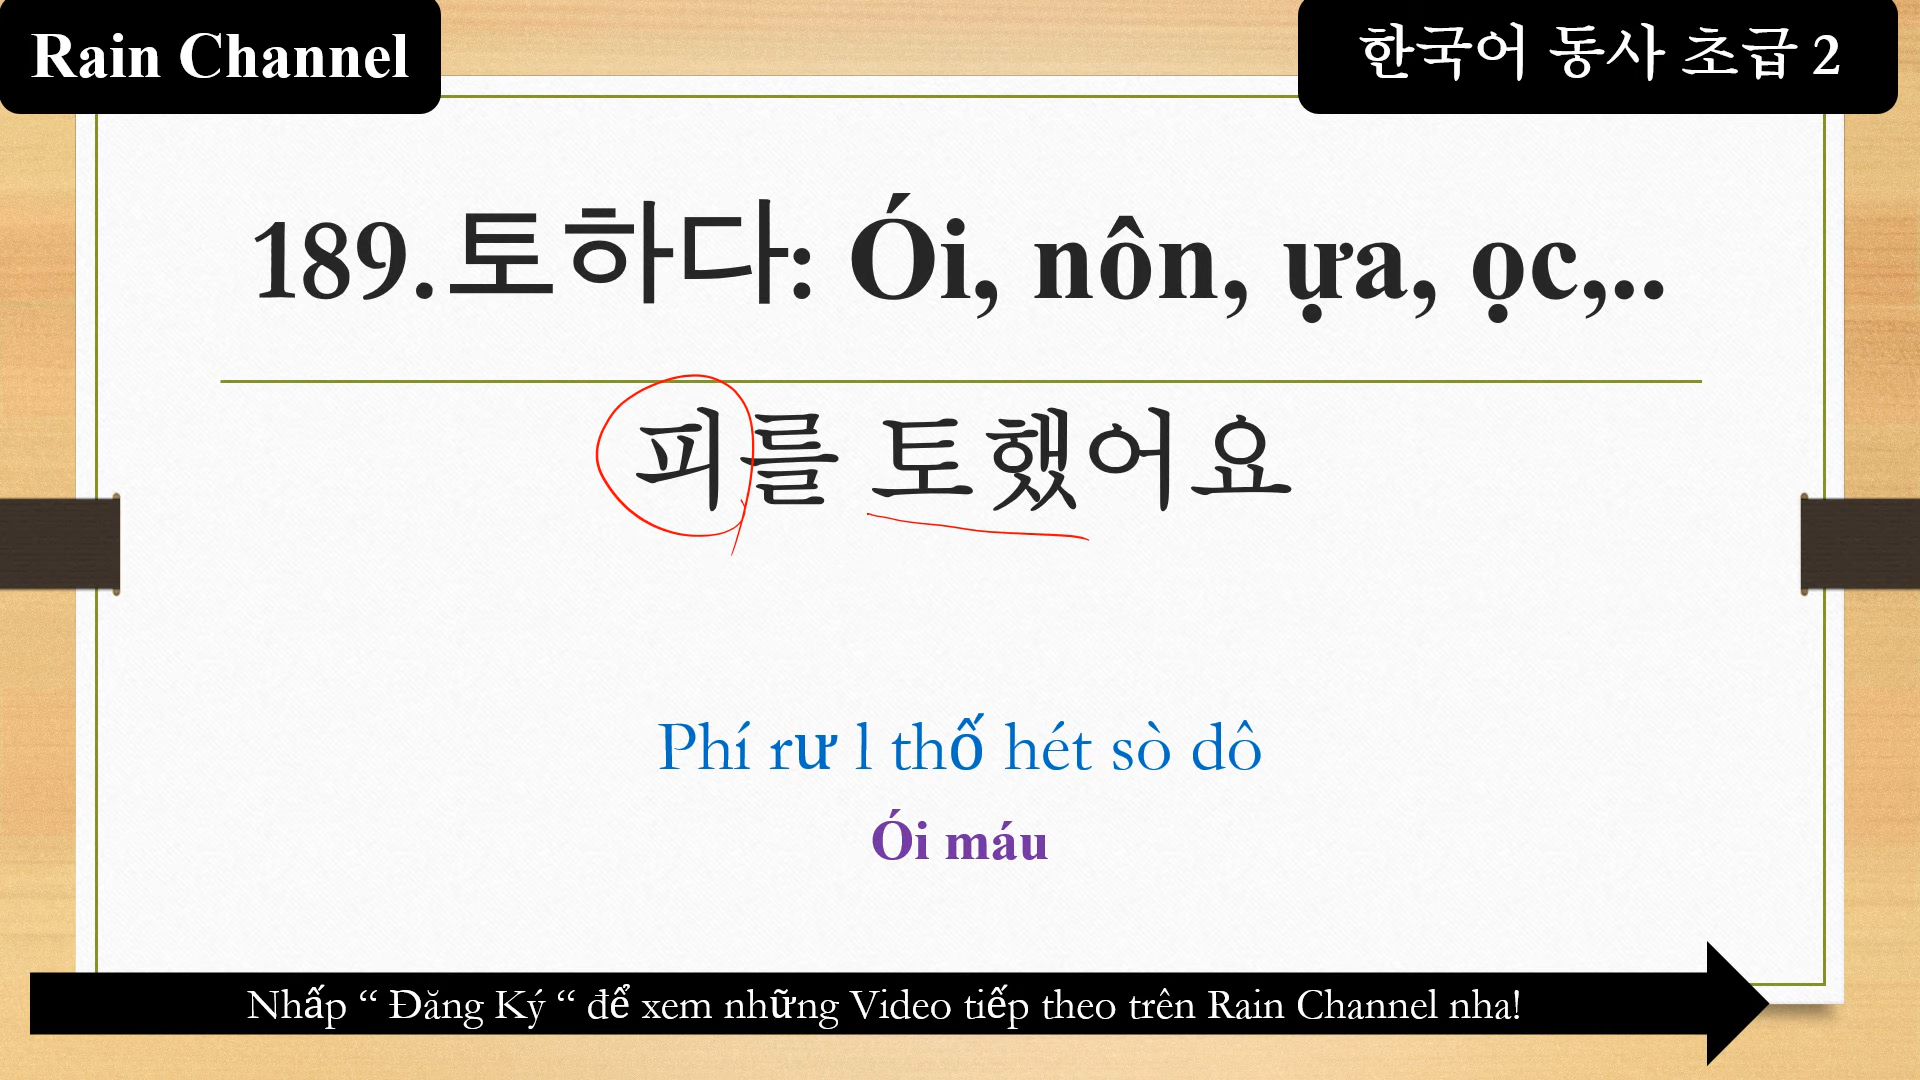 Rain Channel
한국어 동사 초급 2
189.토하다: Ói, nôn, ựa, ọc,..
피를 토했어요
Phí rư l thố hét sò dô
Ói máu
Nhấp “ Đăng Ký “ để xem những Video tiếp theo trên Rain Channel nha!